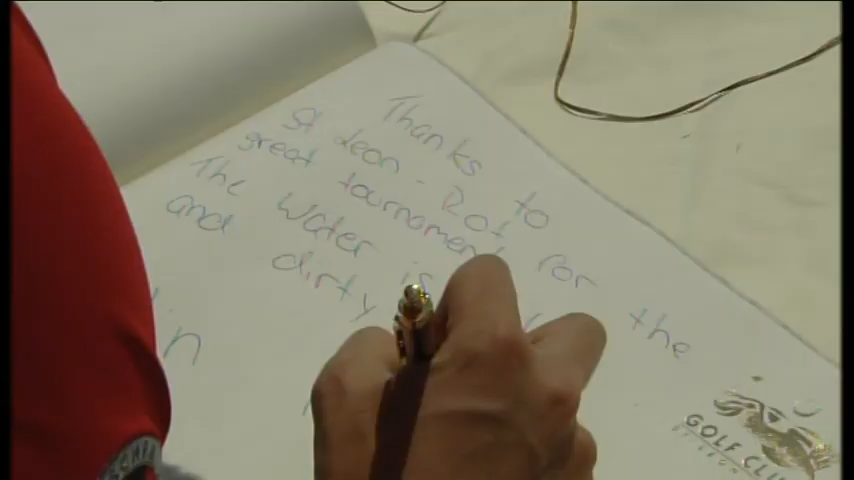 Thanks to
St Leon-Rot for the
great tournament
The Water is
and dirty
n
GOLF CLUB